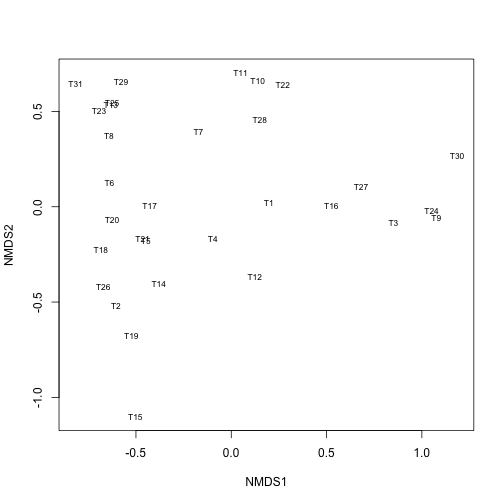 T11
T31
T29
T10
T22
T25
T13
T23
0.5
T28
T7
T8
T30
T6
T27
T17
T1
T16
0.0
T24
T9
T20
T3
T21
T5
T4
T18
NMDS2
T12
T14
T26
-0.5
T2
T19
-1.0
T15
-0.5
0.0
0.5
1.0
NMDS1